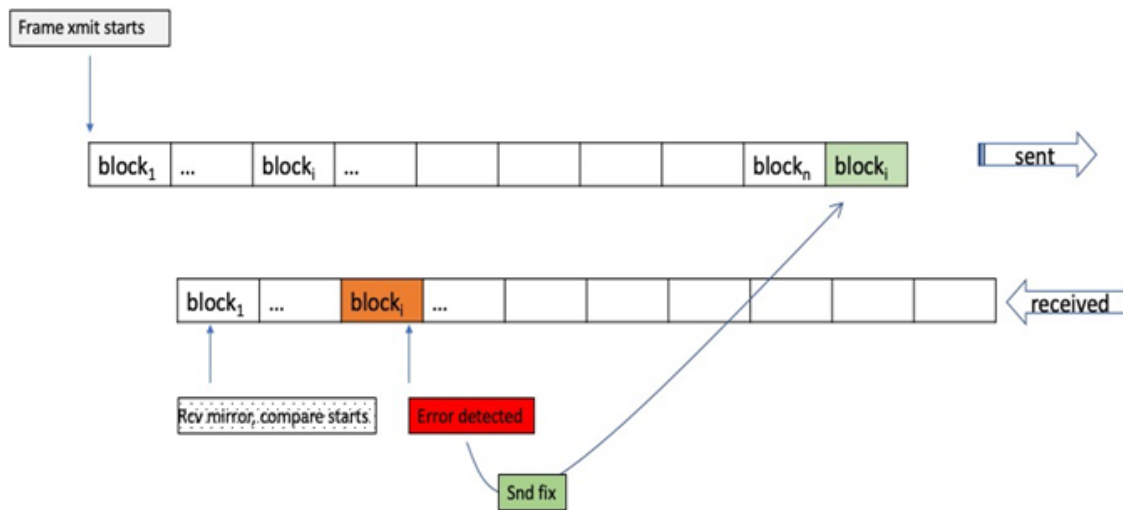 Frame xmit starts
block₁ ... blockᵢ ... blockₙ blockᵢ
sent
block₁ ... blockᵢ ...
received
Rcv mirror, compare starts
Error detected
Snd fix